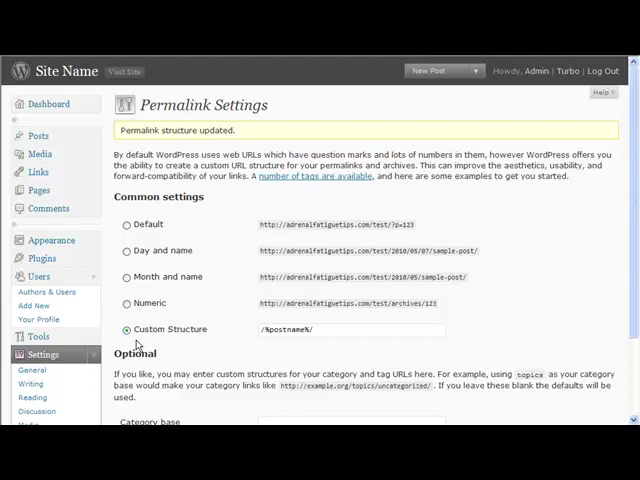 Site Name Visit Site New Post Howdy, Admin | Turbo | Log Out
Help
Permalink Settings
Permalink structure updated.
By default WordPress uses web URLs which have question marks and lots of numbers in them, however WordPress offers you
the ability to create a custom URL structure for your permalinks and archives. This can improve the aesthetics, usability, and
forward-compatibility of your links. A number of tags are available, and here are some examples to get you started.
Common settings
Default http://adrenalfatiguetips.com/test/?p=123
Day and name http://adrenalfatiguetips.com/test/2010/05/07/sample-post/
Month and name http://adrenalfatiguetips.com/test/2010/05/sample-post/
Numeric http://adrenalfatiguetips.com/test/archives/123
Custom Structure /%postname%/
Optional
If you like, you may enter custom structures for your category and tag URLs here. For example, using topics as your category
base would make your category links like http://example.org/topics/uncategorized/. If you leave these blank the defaults will be
used.
Category base
Dashboard
Posts
Media
Links
Pages
Comments
Appearance
Plugins
Users
Authors & Users
Add New
Your Profile
Tools
Settings
General
Writing
Reading
Discussion